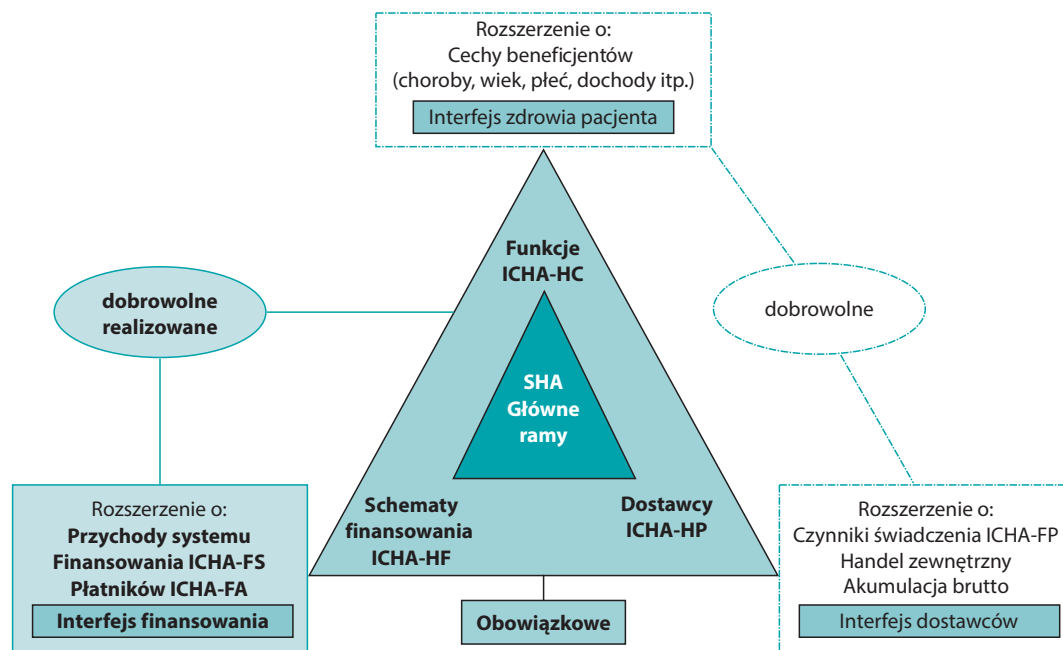 Rozszerzenie o:
Cechy beneficjentów
(choroby, wiek, płeć, dochody itp.)
Interfejs zdrowia pacjenta
Funkcje
ICHA-HC
dobrowolne
realizowane
dobrowolne
SHA
Główne
ramy
Schematy
finansowania
ICHA-HF
Dostawcy
ICHA-HP
Rozszerzenie o:
Przychody systemu
Finansowania ICHA-FS
Płatników ICHA-FA
Interfejs finansowania
Obowiązkowe
Rozszerzenie o:
Czynniki świadczenia ICHA-FP
Handel zewnętrzny
Akumulacja brutto
Interfejs dostawców